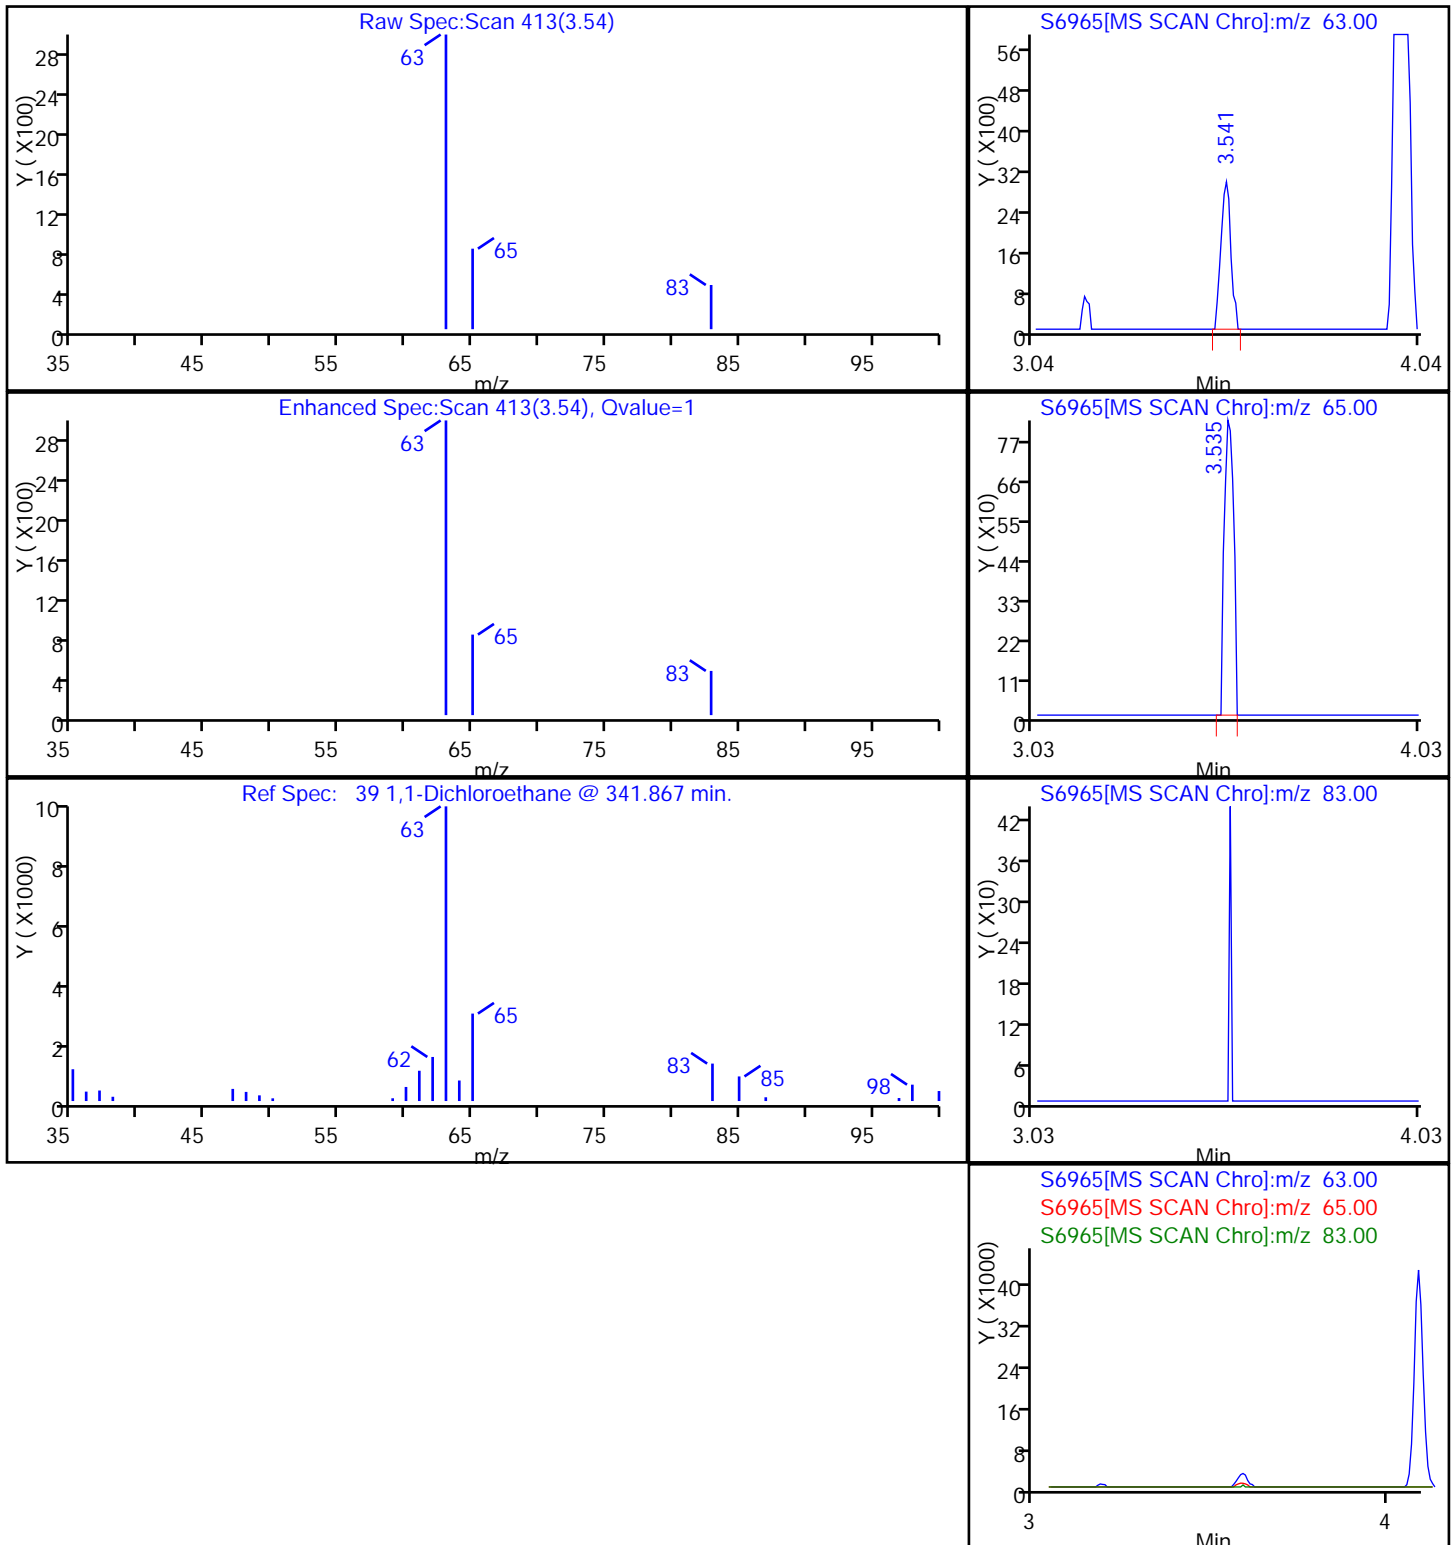 Raw Spec:Scan 413(3.54)
Y ( X100)
28
24
20
16
12
8
4
0
63
65
83
35 45 55 65 75 85 95
m/z
S6965[MS SCAN Chro]:m/z 63.00
Y ( X100)
56
48
40
32
24
16
8
0
3.541
3.04 4.04
Min
Enhanced Spec:Scan 413(3.54), Qvalue=1
Y ( X100)
28
24
20
16
12
8
4
0
63
65
83
35 45 55 65 75 85 95
m/z
S6965[MS SCAN Chro]:m/z 65.00
Y ( X10)
77
66
55
44
33
22
11
0
3.535
3.03 4.03
Min
Ref Spec: 39 1,1-Dichloroethane @ 341.867 min.
Y ( X1000)
10
8
6
4
2
0
63
65
62
83
85
98
35 45 55 65 75 85 95
m/z
S6965[MS SCAN Chro]:m/z 83.00
Y ( X10)
42
36
30
24
18
12
6
0
3.03 4.03
Min
S6965[MS SCAN Chro]:m/z 63.00
S6965[MS SCAN Chro]:m/z 65.00
S6965[MS SCAN Chro]:m/z 83.00
Y ( X1000)
40
32
24
16
8
0
3 4
Min